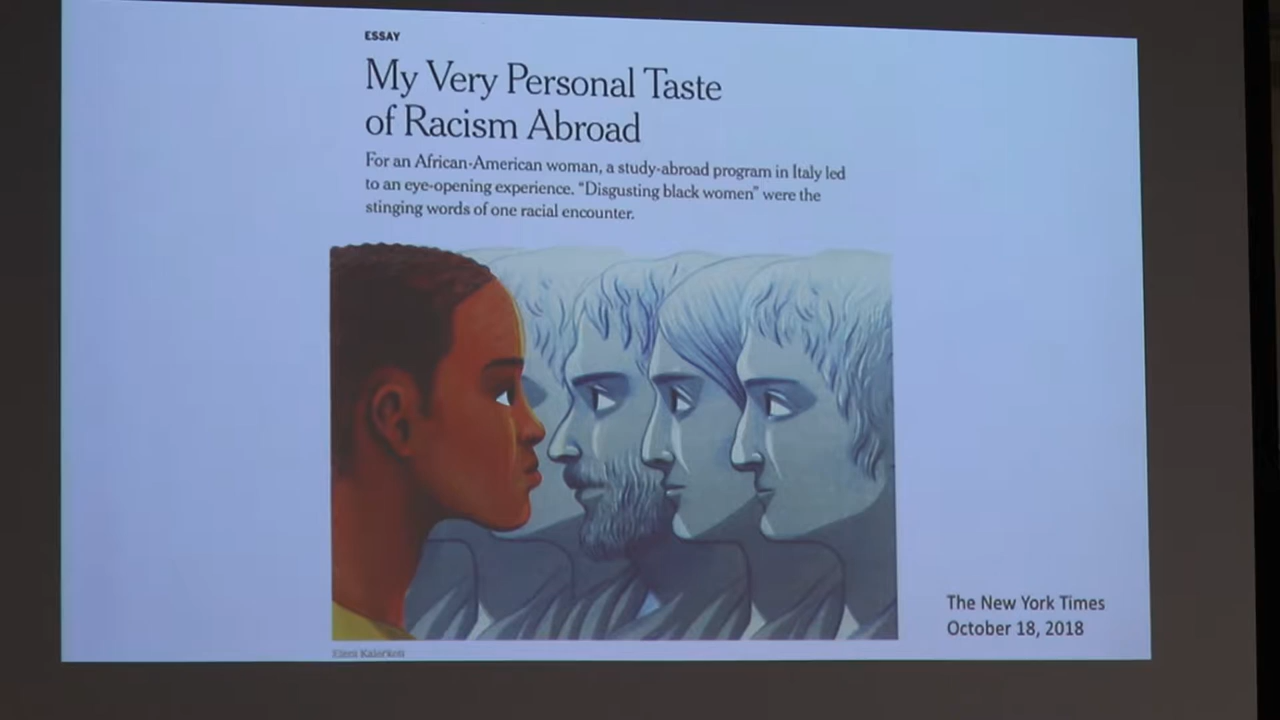 ESSAY
My Very Personal Taste
of Racism Abroad
For an African-American woman, a study-abroad program in Italy led
to an eye-opening experience. “Disgusting black women” were the
stinging words of one racial encounter.
The New York Times
October 18, 2018